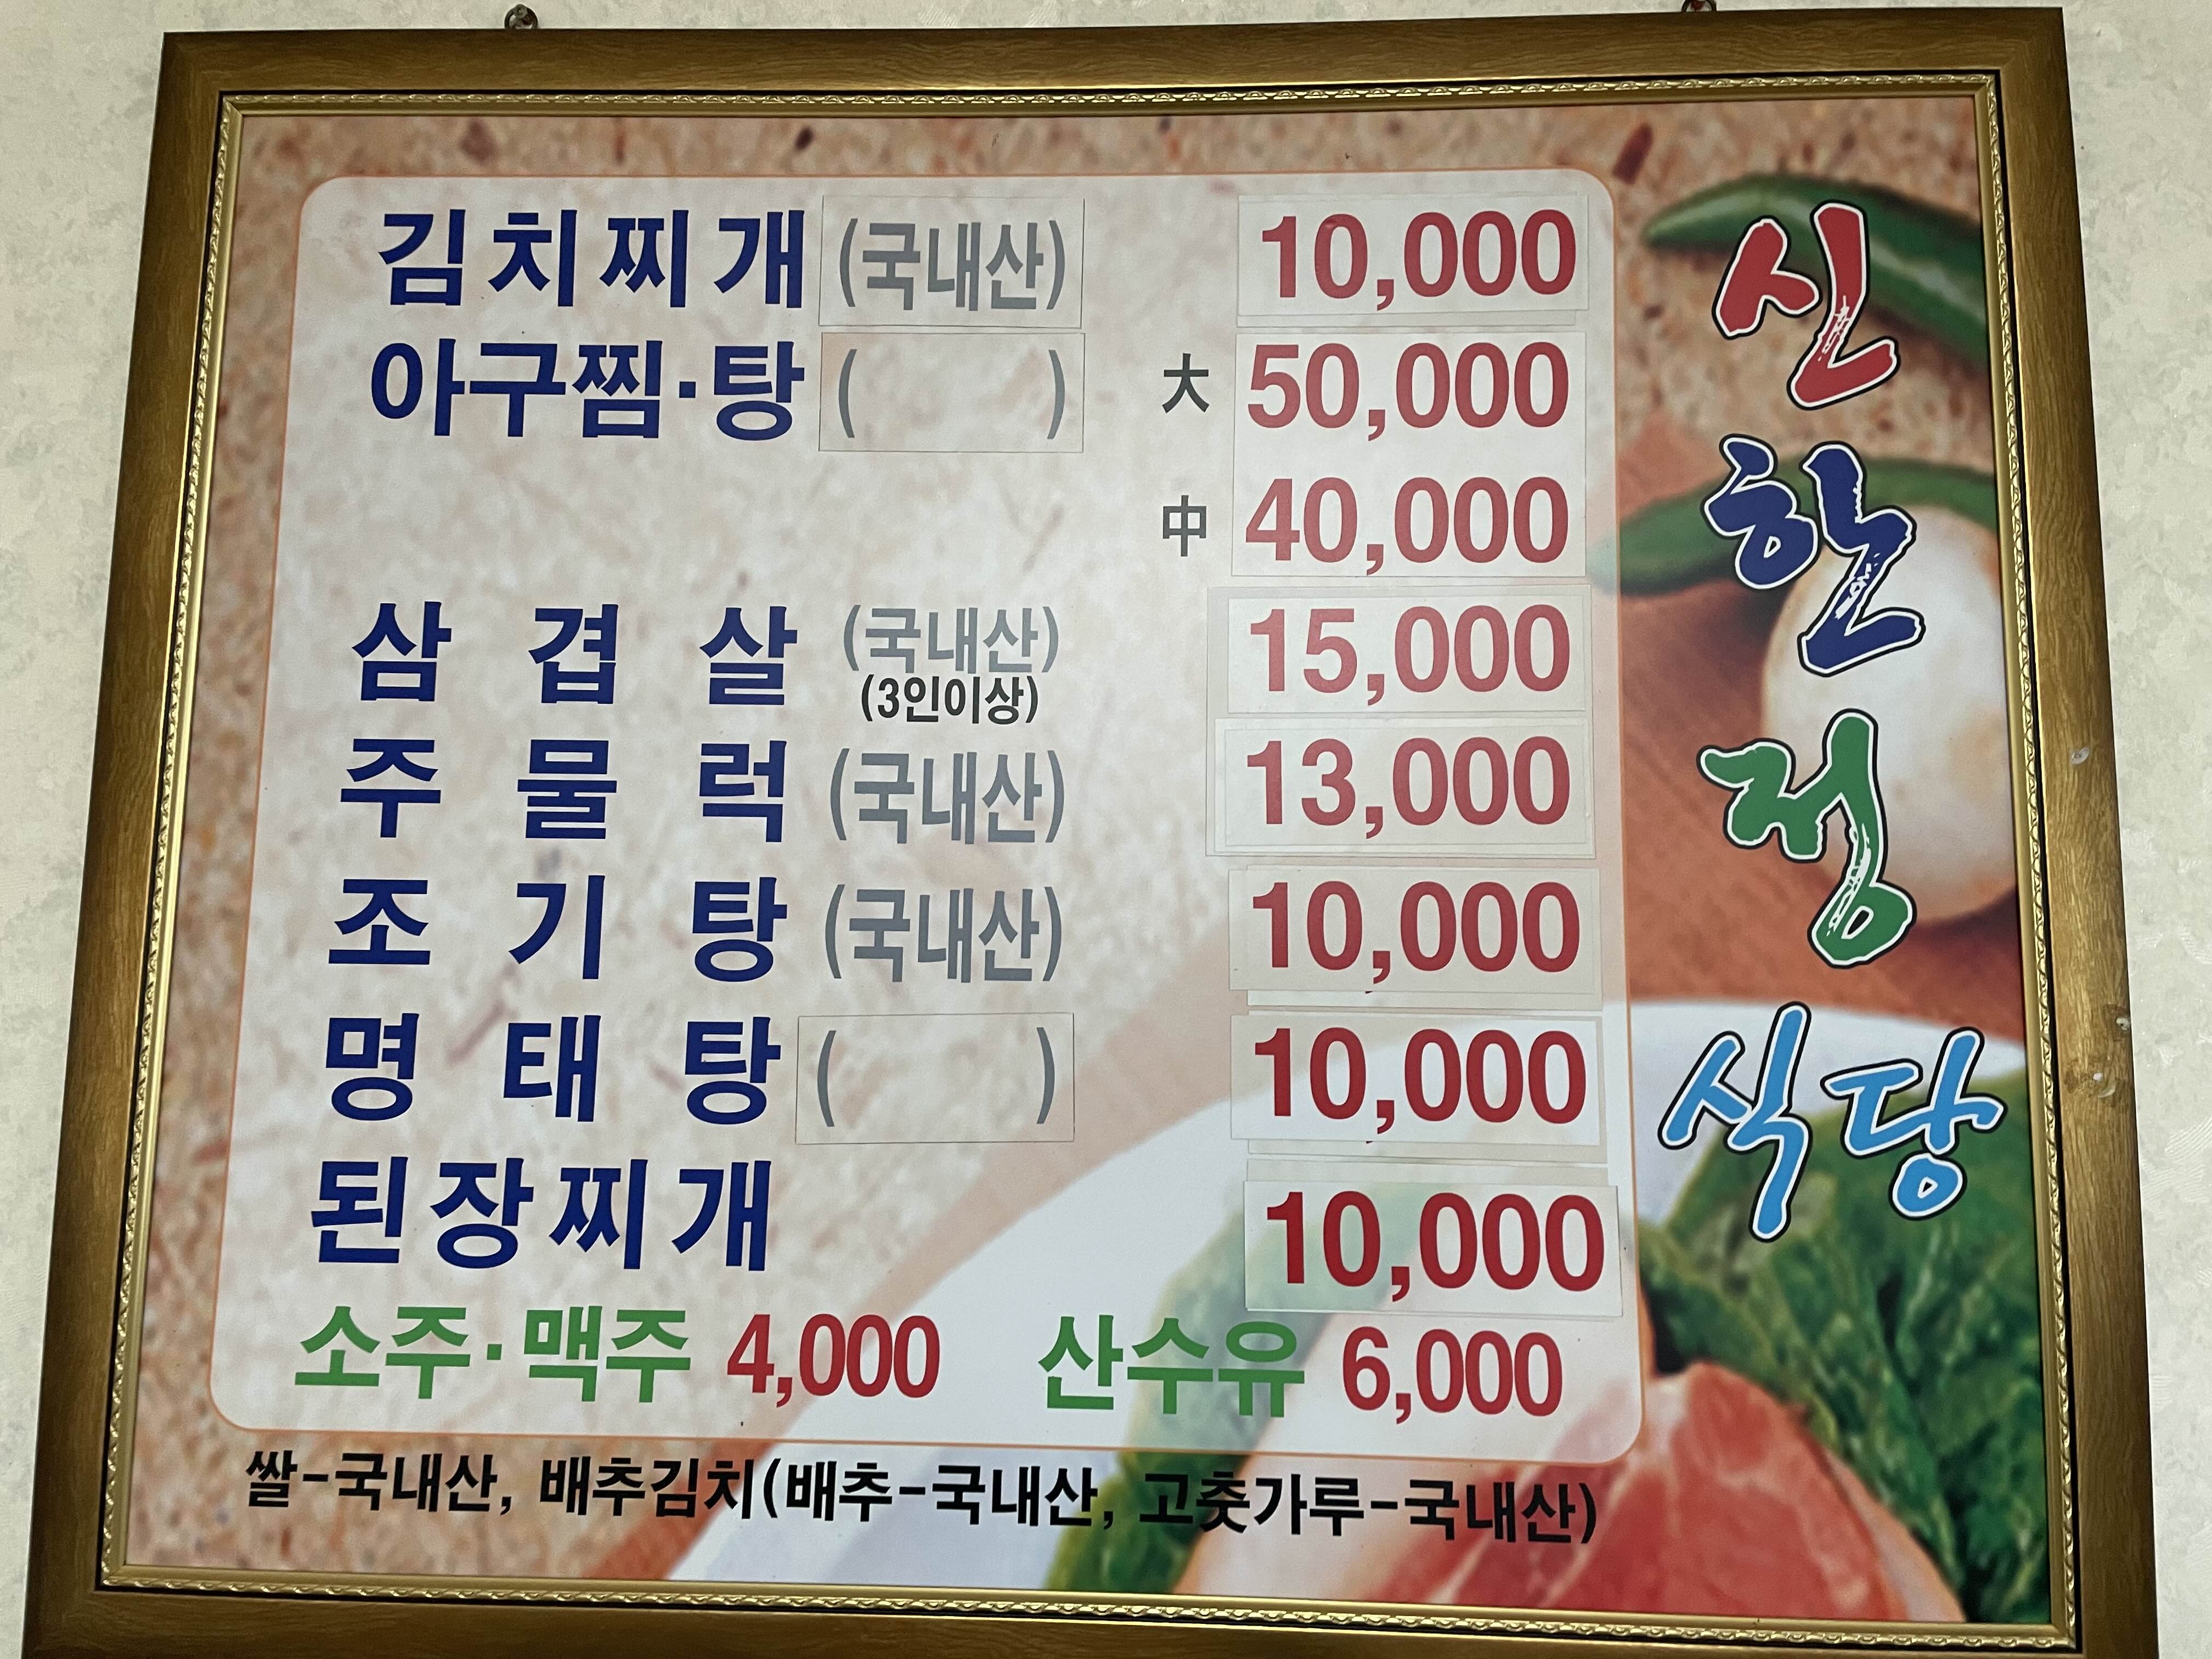 김치찌개 (국내산) 10,000
아구찜·탕 ( ) 大 50,000
中 40,000
삼겹살 (국내산) 15,000
(3인이상)
주물럭 (국내산) 13,000
조기탕 (국내산) 10,000
명태탕 ( ) 10,000
된장찌개 10,000
소주·맥주 4,000 산수유 6,000
쌀-국내산, 배추김치(배추-국내산, 고춧가루-국내산)
신한정
식당